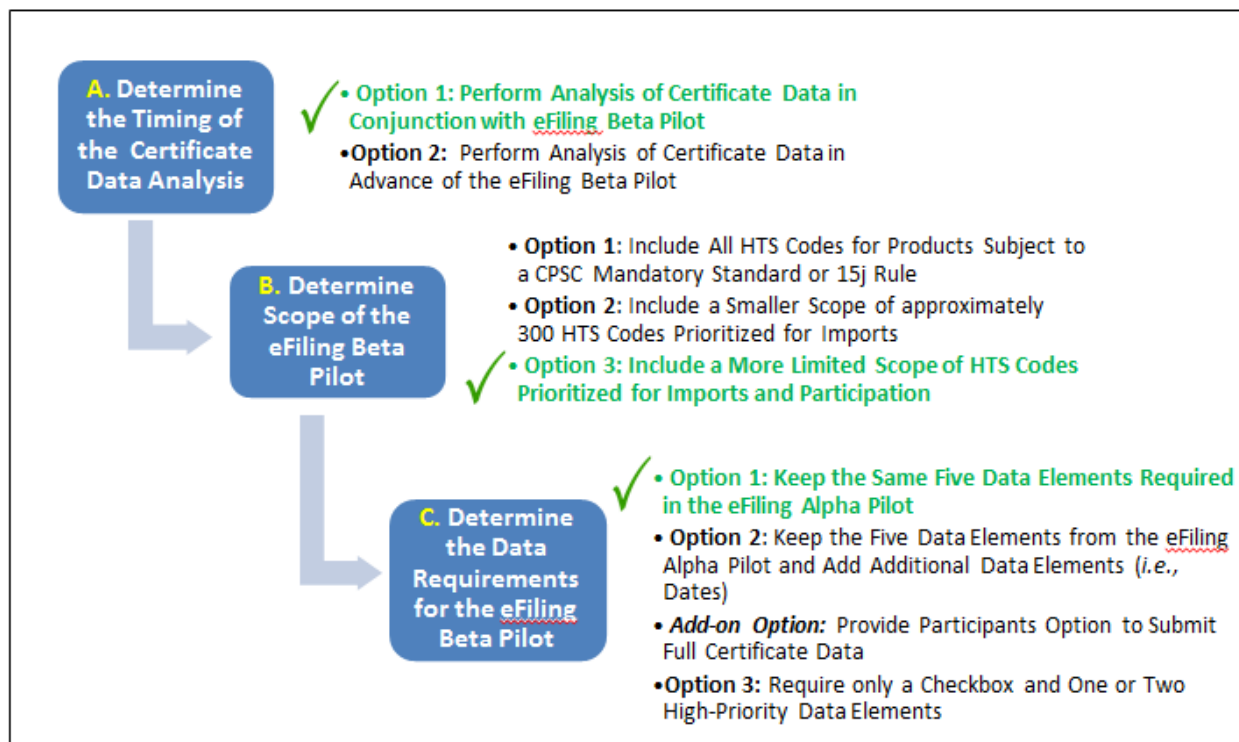 A. Determine
the Timing of
the Certificate
Data Analysis
• Option 1: Perform Analysis of Certificate Data in
Conjunction with eFiling Beta Pilot
•Option 2: Perform Analysis of Certificate Data in
Advance of the eFiling Beta Pilot
B. Determine
Scope of the
eFiling Beta
Pilot
• Option 1: Include All HTS Codes for Products Subject to
a CPSC Mandatory Standard or 15j Rule
• Option 2: Include a Smaller Scope of approximately
300 HTS Codes Prioritized for Imports
• Option 3: Include a More Limited Scope of HTS Codes
Prioritized for Imports and Participation
C. Determine
the Data
Requirements
for the eFiling
Beta Pilot
• Option 1: Keep the Same Five Data Elements Required
in the eFiling Alpha Pilot
• Option 2: Keep the Five Data Elements from the eFiling
Alpha Pilot and Add Additional Data Elements (i.e.,
Dates)
• Add-on Option: Provide Participants Option to Submit
Full Certificate Data
•Option 3: Require only a Checkbox and One or Two
High-Priority Data Elements